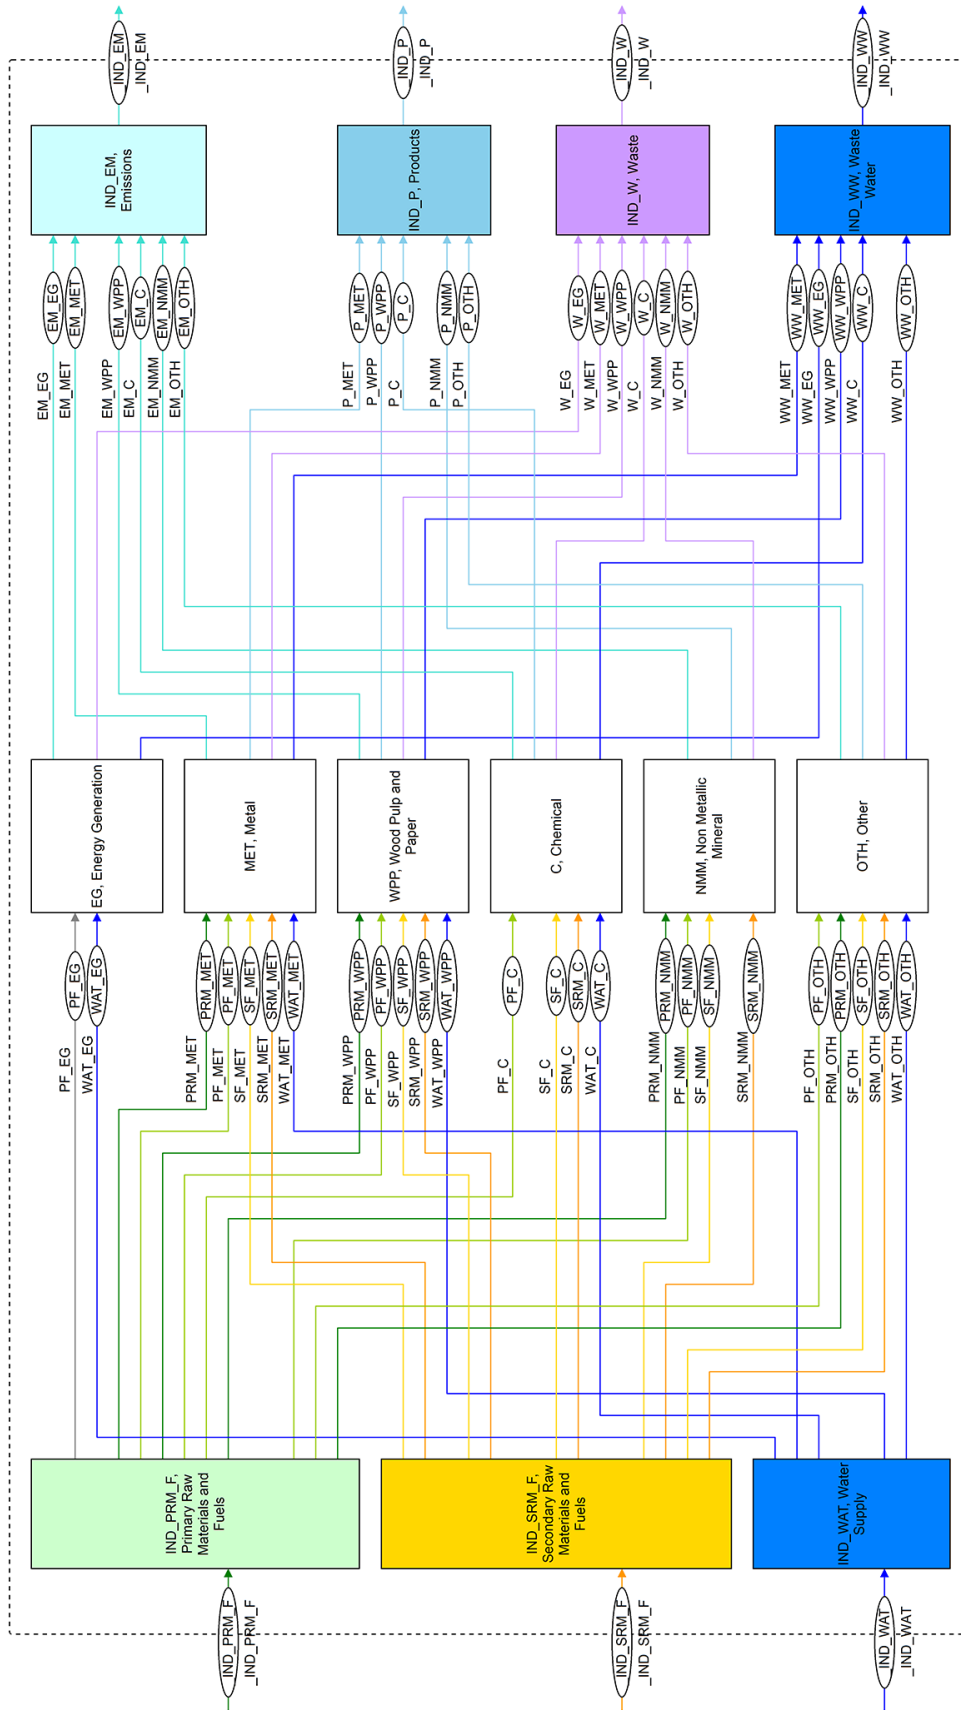 _IND_PRM_F
_IND_PRM_F
_IND_SRM_F
_IND_SRM_F
_IND_WAT
_IND_WAT
IND_PRM_F,
Primary Raw
Materials and
Fuels
IND_SRM_F,
Secondary Raw
Materials and
Fuels
IND_WAT, Water
Supply
PF_EG
WAT_EG
PRM_MET
PF_MET
SF_MET
SRM_MET
WAT_MET
PRM_WPP
PF_WPP
SF_WPP
SRM_WPP
WAT_WPP
PF_C
SF_C
SRM_C
WAT_C
PRM_NMM
PF_NMM
SF_NMM
SRM_NMM
PF_OTH
PRM_OTH
SF_OTH
SRM_OTH
WAT_OTH
PF_EG
WAT_EG
PRM_MET
PF_MET
SF_MET
SRM_MET
WAT_MET
PRM_WPP
PF_WPP
SF_WPP
SRM_WPP
WAT_WPP
PF_C
SF_C
SRM_C
WAT_C
PRM_NMM
PF_NMM
SF_NMM
SRM_NMM
PF_OTH
PRM_OTH
SF_OTH
SRM_OTH
WAT_OTH
EG, Energy Generation
MET, Metal
WPP, Wood Pulp and
Paper
C, Chemical
NMM, Non Metallic
Mineral
OTH, Other
EM_EG
EM_MET
EM_WPP
EM_C
EM_NMM
EM_OTH
P_MET
P_WPP
P_C
P_NMM
P_OTH
W_EG
W_MET
W_WPP
W_C
W_NMM
W_OTH
WW_MET
WW_EG
WW_WPP
WW_C
WW_OTH
EM_EG
EM_MET
EM_WPP
EM_C
EM_NMM
EM_OTH
P_MET
P_WPP
P_C
P_NMM
P_OTH
W_EG
W_MET
W_WPP
W_C
W_NMM
W_OTH
WW_MET
WW_EG
WW_WPP
WW_C
WW_OTH
IND_EM,
Emissions
IND_P, Products
IND_W, Waste
IND_WW, Waste
Water
_IND_EM
_IND_EM
_IND_P
_IND_P
_IND_W
_IND_W
_IND_WW
_IND_WW